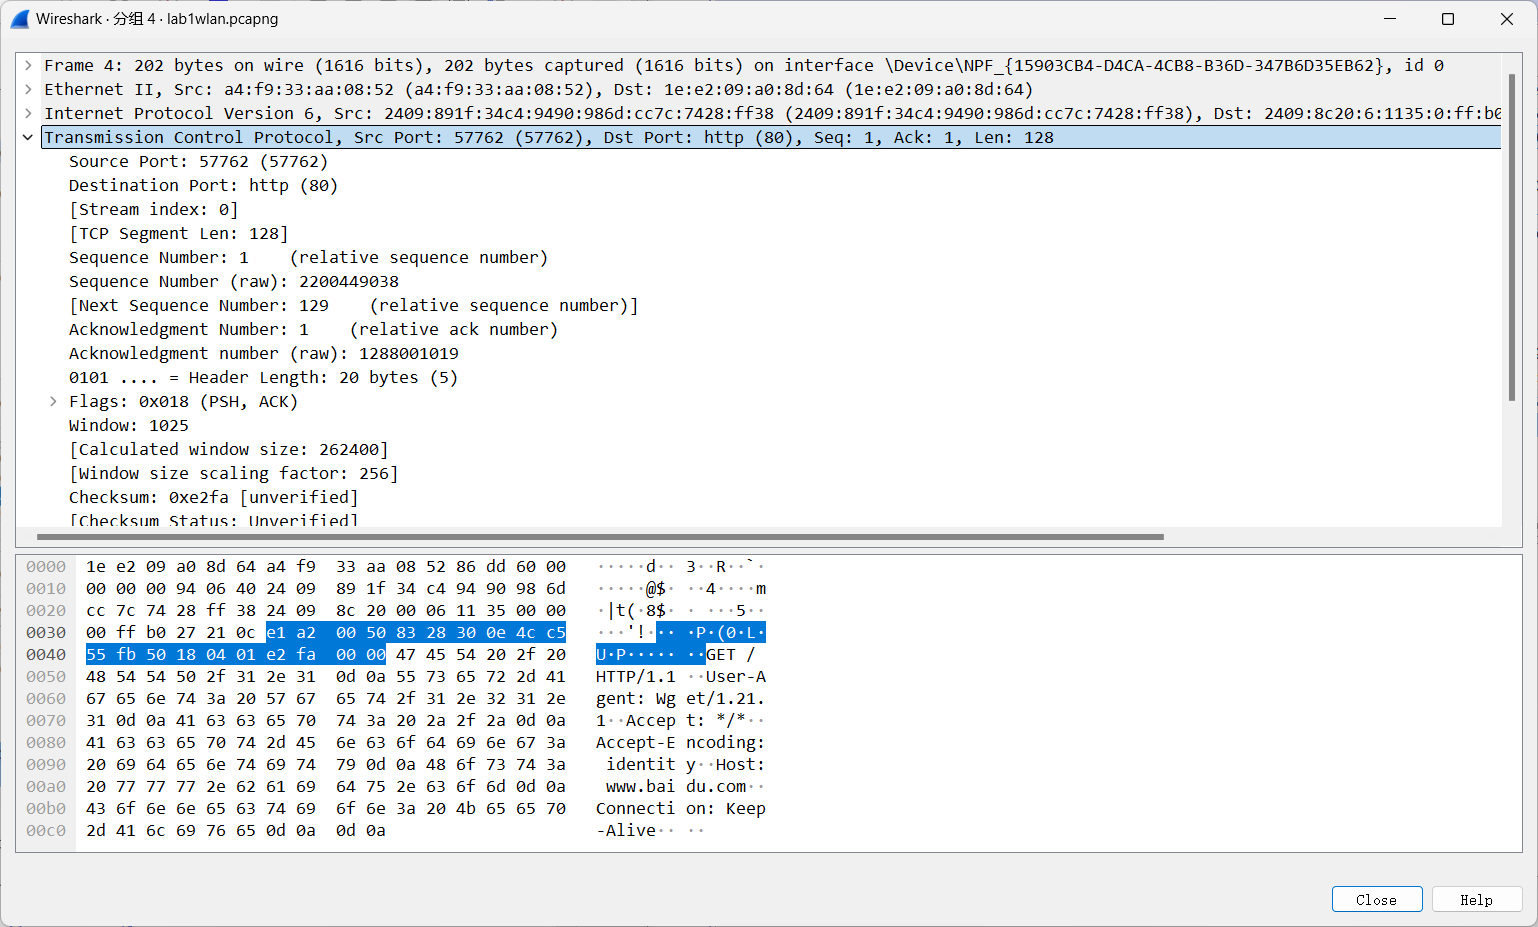 Wireshark · 分组 4 · lab1wlan.pcapng
Frame 4: 202 bytes on wire (1616 bits), 202 bytes captured (1616 bits) on interface \Device\NPF_{15903CB4-D4CA-4CB8-B36D-347B6D35EB62}, id 0
Ethernet II, Src: a4:f9:33:aa:08:52 (a4:f9:33:aa:08:52), Dst: 1e:e2:09:a0:8d:64 (1e:e2:09:a0:8d:64)
Internet Protocol Version 6, Src: 2409:891f:34c4:9490:986d:cc7c:7428:ff38 (2409:891f:34c4:9490:986d:cc7c:7428:ff38), Dst: 2409:8c20:6:1135:0:ff:b0
Transmission Control Protocol, Src Port: 57762 (57762), Dst Port: http (80), Seq: 1, Ack: 1, Len: 128
Source Port: 57762 (57762)
Destination Port: http (80)
[Stream index: 0]
[TCP Segment Len: 128]
Sequence Number: 1    (relative sequence number)
Sequence Number (raw): 2200449038
[Next Sequence Number: 129    (relative sequence number)]
Acknowledgment Number: 1    (relative ack number)
Acknowledgment number (raw): 1288001019
0101 .... = Header Length: 20 bytes (5)
Flags: 0x018 (PSH, ACK)
Window: 1025
[Calculated window size: 262400]
[Window size scaling factor: 256]
Checksum: 0xe2fa [unverified]
[Checksum Status: Unverified]
0000 1e e2 09 a0 8d 64 a4 f9 33 aa 08 52 86 dd 60 00 ·····d·· 3··R··`·
0010 00 00 00 94 06 40 24 09 89 1f 34 c4 94 90 98 6d ·····@$· ··4····m
0020 cc 7c 74 28 ff 38 24 09 8c 20 00 06 11 35 00 00 ·|t(·8$· · ···5··
0030 00 ff b0 27 21 0c e1 a2 00 50 83 28 30 0e 4c c5 ···'!··· ·P·(0·L·
0040 55 fb 50 18 04 01 e2 fa 00 00 47 45 54 20 2f 20 U·P····· ··GET /
0050 48 54 54 50 2f 31 2e 31 0d 0a 55 73 65 72 2d 41 HTTP/1.1 ··User-A
0060 67 65 6e 74 3a 20 57 67 65 74 2f 31 2e 32 31 2e gent: Wg et/1.21.
0070 31 0d 0a 41 63 63 65 70 74 3a 20 2a 2f 2a 0d 0a 1··Accep t: */*··
0080 41 63 63 65 70 74 2d 45 6e 63 6f 64 69 6e 67 3a Accept-E ncoding:
0090 20 69 64 65 6e 74 69 74 79 0d 0a 48 6f 73 74 3a identit y··Host:
00a0 20 77 77 77 2e 62 61 69 64 75 2e 63 6f 6d 0d 0a www.bai du.com··
00b0 43 6f 6e 6e 65 63 74 69 6f 6e 3a 20 4b 65 65 70 Connecti on: Keep
00c0 2d 41 6c 69 76 65 0d 0a 0d 0a -Alive·· ··
Close Help